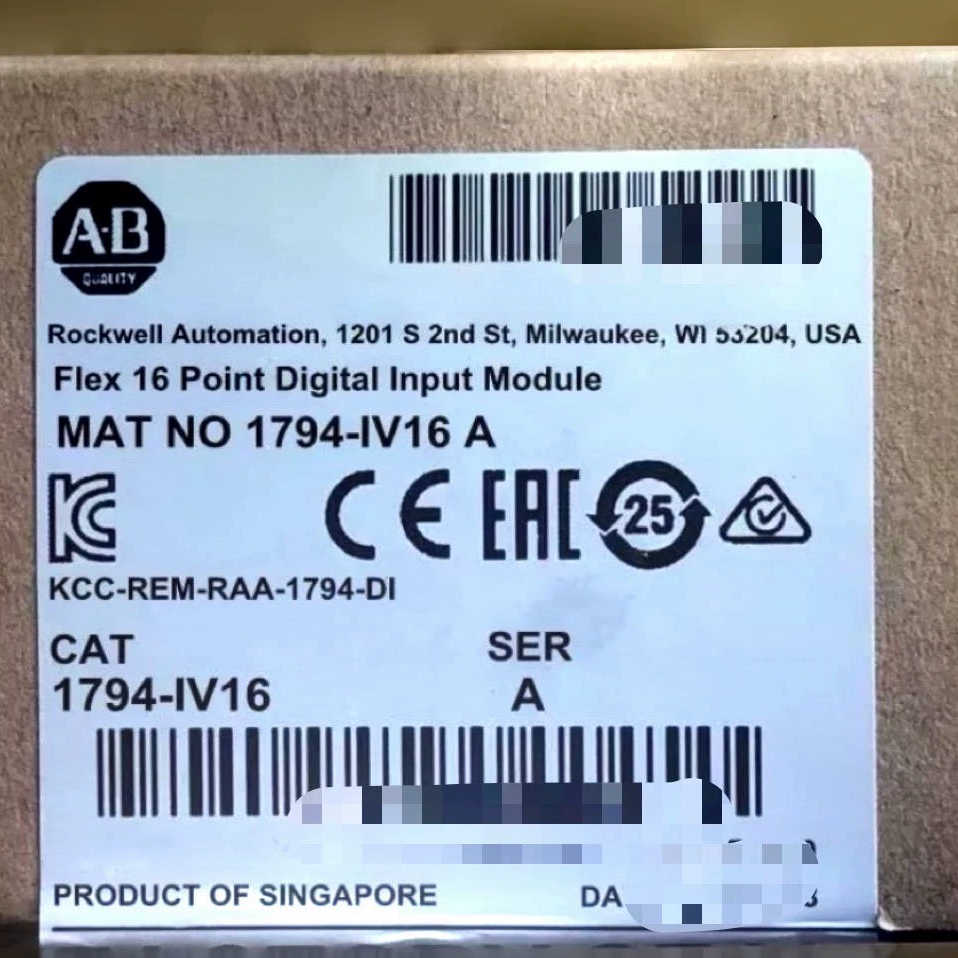 A-B
QUALITY
Rockwell Automation, 1201 S 2nd St, Milwaukee, WI 53204, USA
Flex 16 Point Digital Input Module
MAT NO 1794-IV16 A
KC
CE EAC 25
KCC-REM-RAA-1794-DI
CAT SER
1794-IV16 A
PRODUCT OF SINGAPORE